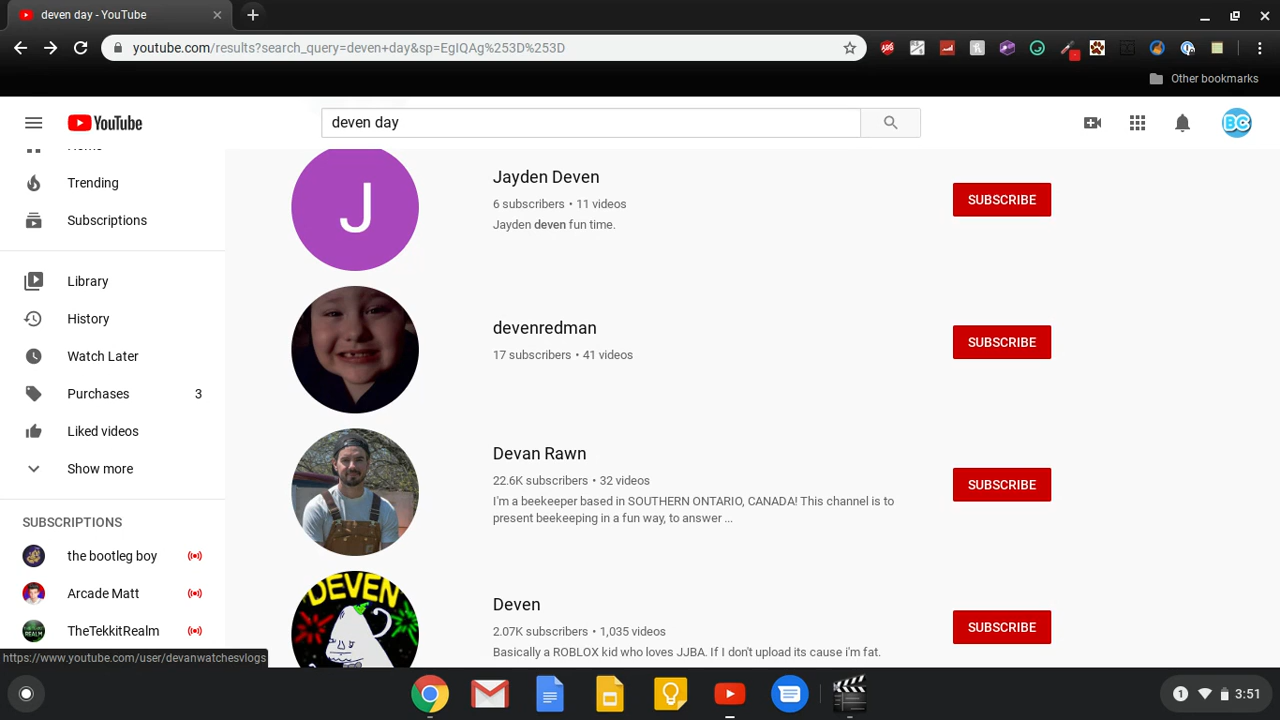 deven day - YouTube
youtube.com/results?search_query=deven+day&sp=EgIQAg%253D%253D
Other bookmarks
YouTube
deven day
BC
Home
Trending
Subscriptions
Library
History
Watch Later
Purchases 3
Liked videos
Show more
SUBSCRIPTIONS
the bootleg boy
Arcade Matt
TheTekkitRealm
https://www.youtube.com/user/devanwatchesvlogs
J
Jayden Deven
6 subscribers • 11 videos
Jayden deven fun time.
SUBSCRIBE
devenredman
17 subscribers • 41 videos
SUBSCRIBE
Devan Rawn
22.6K subscribers • 32 videos
I'm a beekeeper based in SOUTHERN ONTARIO, CANADA! This channel is to
present beekeeping in a fun way, to answer ...
SUBSCRIBE
DEVEN
Deven
2.07K subscribers • 1,035 videos
Basically a ROBLOX kid who loves JJBA. If I don't upload its cause i'm fat.
SUBSCRIBE
1 3:51